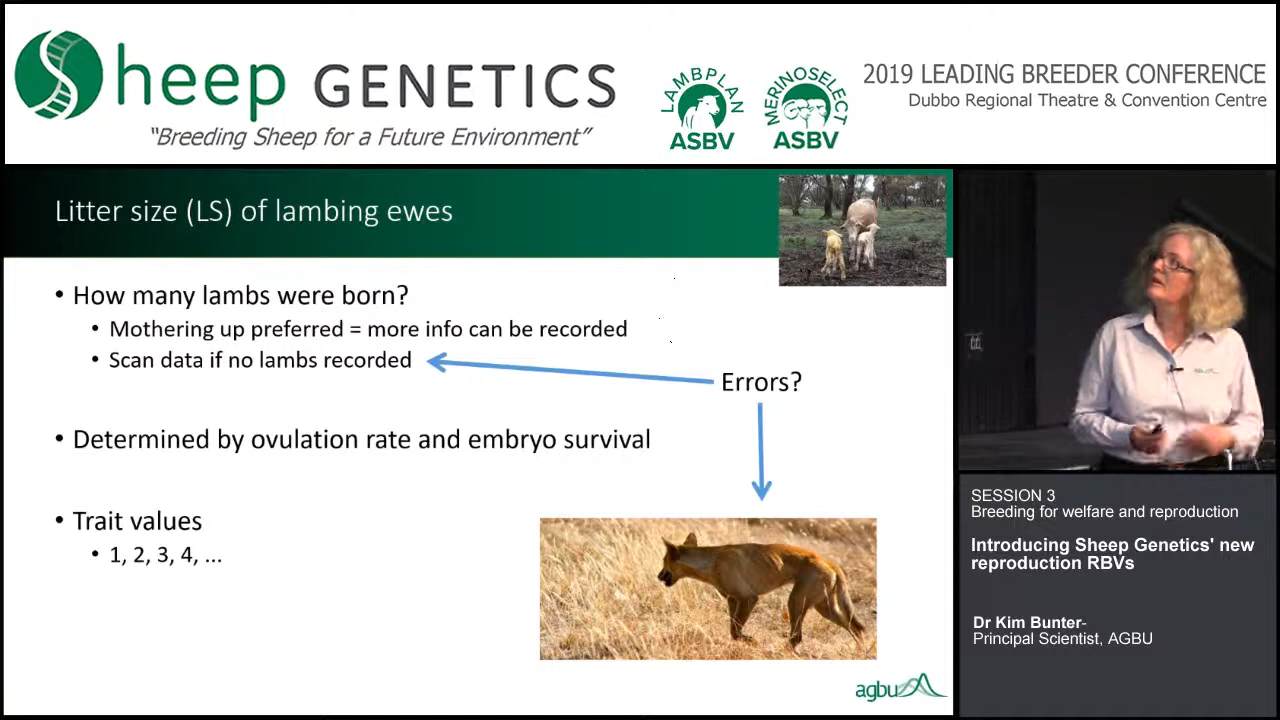 Sheep GENETICS
“Breeding Sheep for a Future Environment”
LAMBPLAN
ASBV
MERINOSELECT
ASBV
2019 LEADING BREEDER CONFERENCE
Dubbo Regional Theatre & Convention Centre
Litter size (LS) of lambing ewes
• How many lambs were born?
• Mothering up preferred = more info can be recorded
• Scan data if no lambs recorded
Errors?
• Determined by ovulation rate and embryo survival
• Trait values
• 1, 2, 3, 4, ...
agbu
SESSION 3
Breeding for welfare and reproduction
Introducing Sheep Genetics' new
reproduction RBVs
Dr Kim Bunter-
Principal Scientist, AGBU